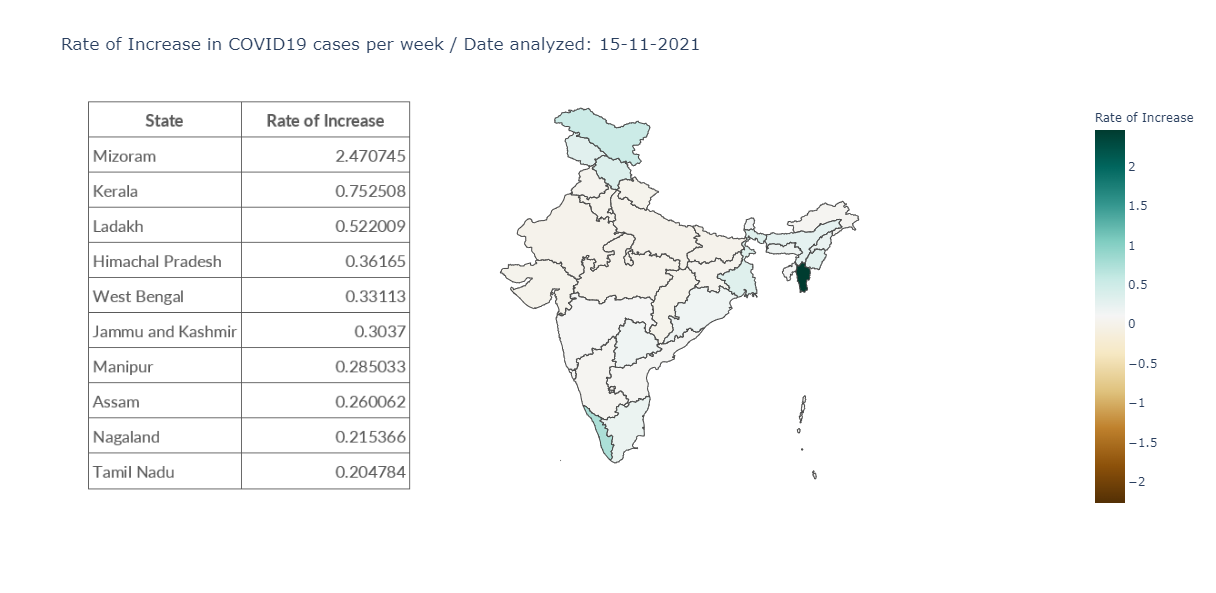 Rate of Increase in COVID19 cases per week / Date analyzed: 15-11-2021
State Rate of Increase
Mizoram 2.470745
Kerala 0.752508
Ladakh 0.522009
Himachal Pradesh 0.36165
West Bengal 0.33113
Jammu and Kashmir 0.3037
Manipur 0.285033
Assam 0.260062
Nagaland 0.215366
Tamil Nadu 0.204784
Rate of Increase
2
1.5
1
0.5
0
−0.5
−1
−1.5
−2